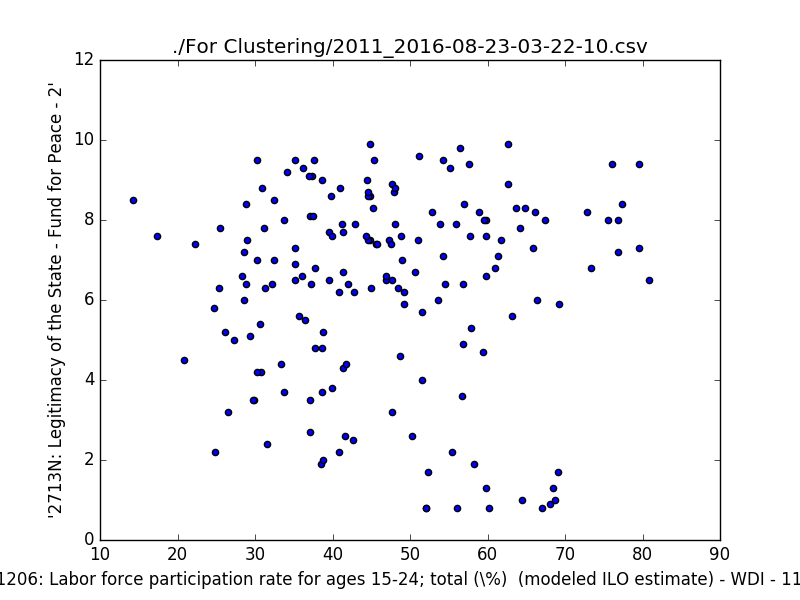 ./For Clustering/2011_2016-08-23-03-22-10.csv
'2713N: Legitimacy of the State - Fund for Peace - 2'
12
10
8
6
4
2
0
10 20 30 40 50 60 70 80 90
1206: Labor force participation rate for ages 15-24; total (\%) (modeled ILO estimate) - WDI - 11